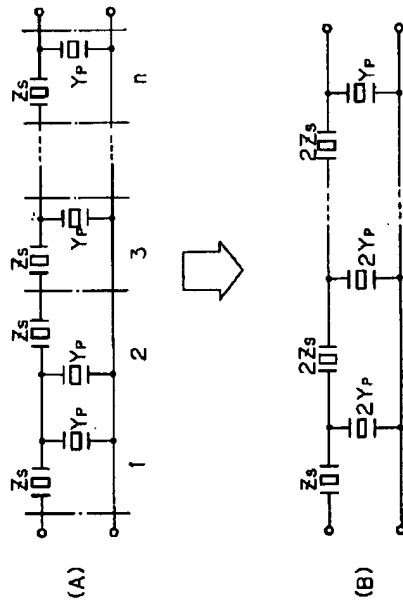 Zs Zs Zs Zs
YP YP YP YP
1 2 3 n
(A)
Zs 2Zs 2Zs
2YP 2YP YP
(B)